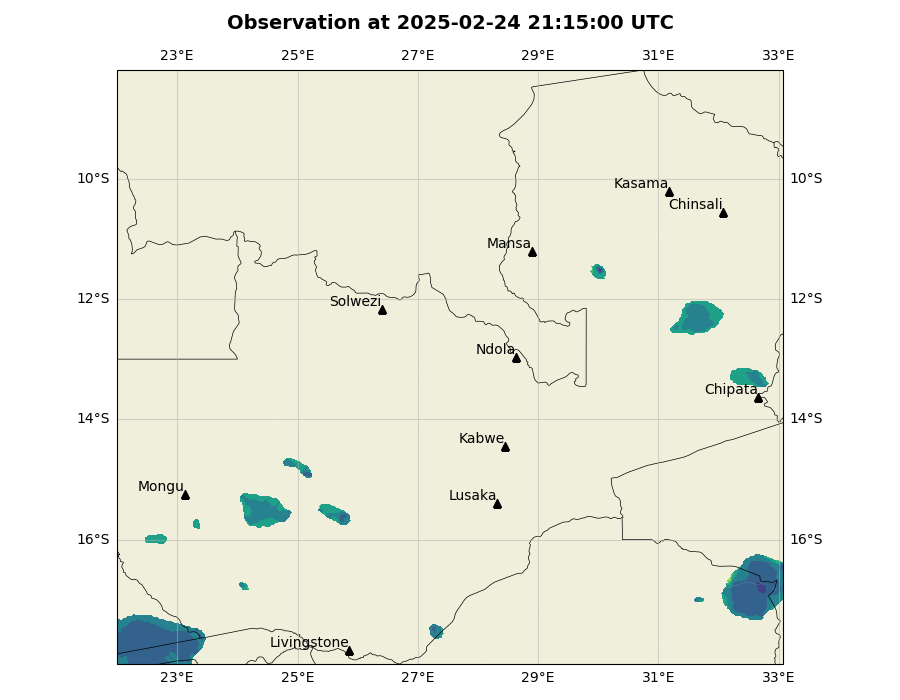 Observation at 2025-02-24 21:15:00 UTC
23°E 25°E 27°E 29°E 31°E 33°E
10°S 10°S
Kasama
Chinsali
Mansa
12°S 12°S
Solwezi
Ndola
Chipata
14°S 14°S
Kabwe
Mongu
Lusaka
16°S 16°S
Livingstone
23°E 25°E 27°E 29°E 31°E 33°E